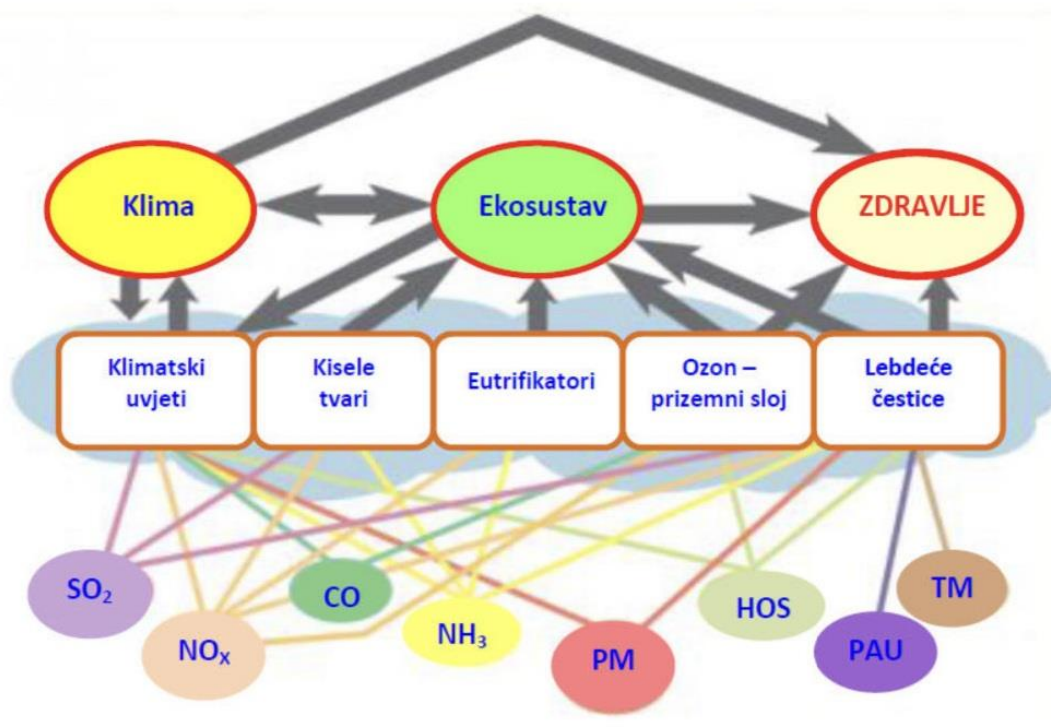 Klima
Ekosustav
ZDRAVLJE
Klimatski
uvjeti
Kisele
tvari
Eutrifikatori
Ozon –
prizemni sloj
Lebdeće
čestice
SO₂
NOₓ
CO
NH₃
PM
HOS
PAU
TM